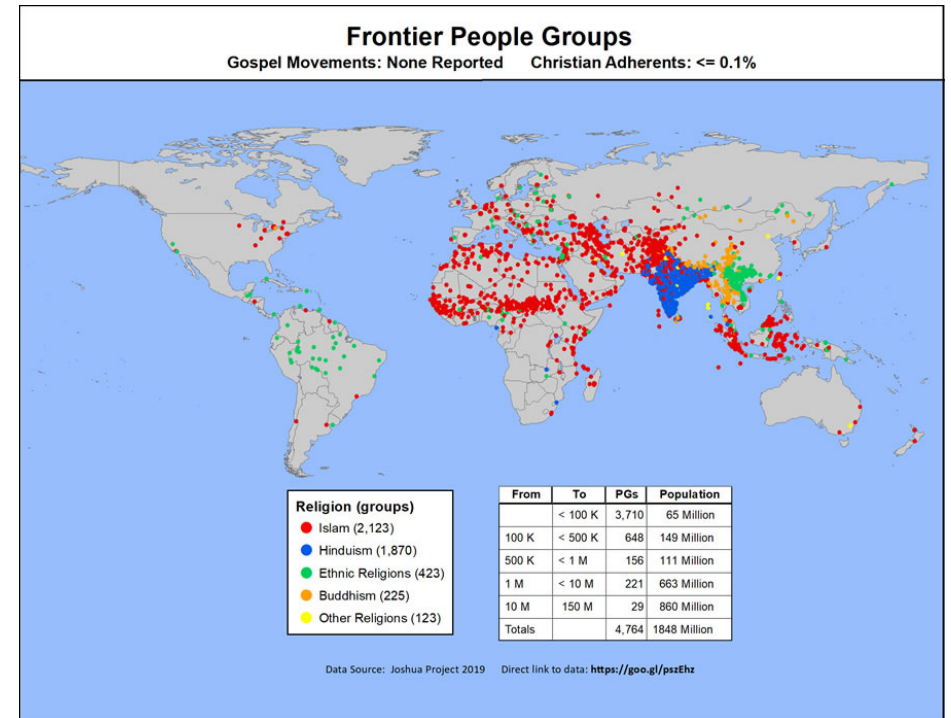 Frontier People Groups
Gospel Movements: None Reported Christian Adherents: <= 0.1%
Religion (groups)
Islam (2,123)
Hinduism (1,870)
Ethnic Religions (423)
Buddhism (225)
Other Religions (123)
From To PGs Population
< 100 K 3,710 65 Million
100 K < 500 K 648 149 Million
500 K < 1 M 156 111 Million
1 M < 10 M 221 663 Million
10 M 150 M 29 860 Million
Totals 4,764 1848 Million
Data Source: Joshua Project 2019 Direct link to data: https://goo.gl/pszEhz